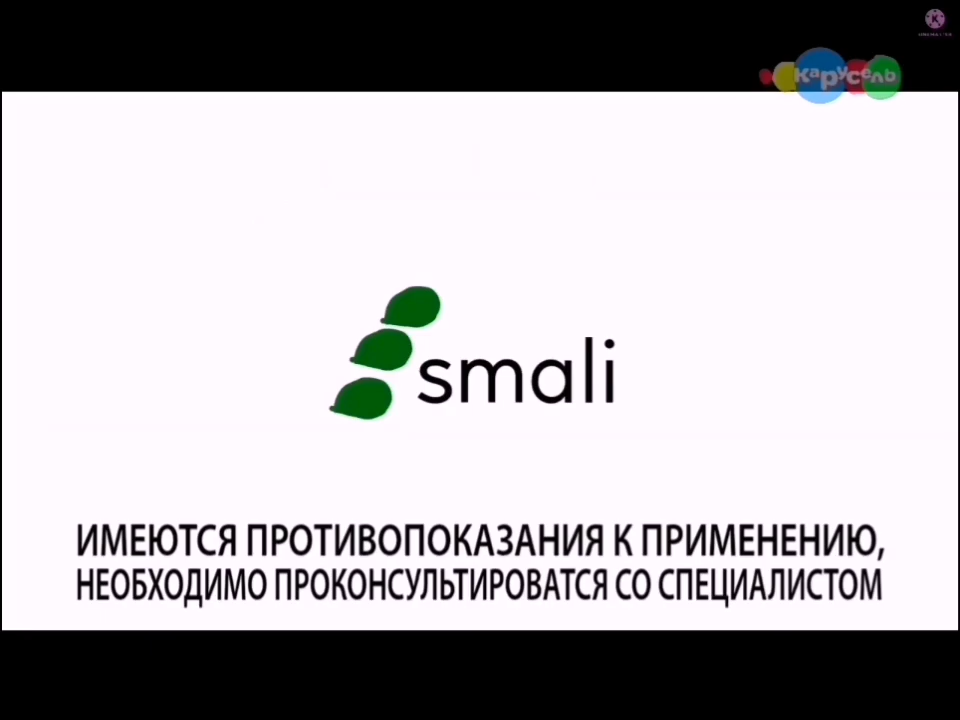 карусель
smali
ИМЕЮТСЯ ПРОТИВОПОКАЗАНИЯ К ПРИМЕНЕНИЮ,
НЕОБХОДИМО ПРОКОНСУЛЬТИРОВАТСЯ СО СПЕЦИАЛИСТОМ